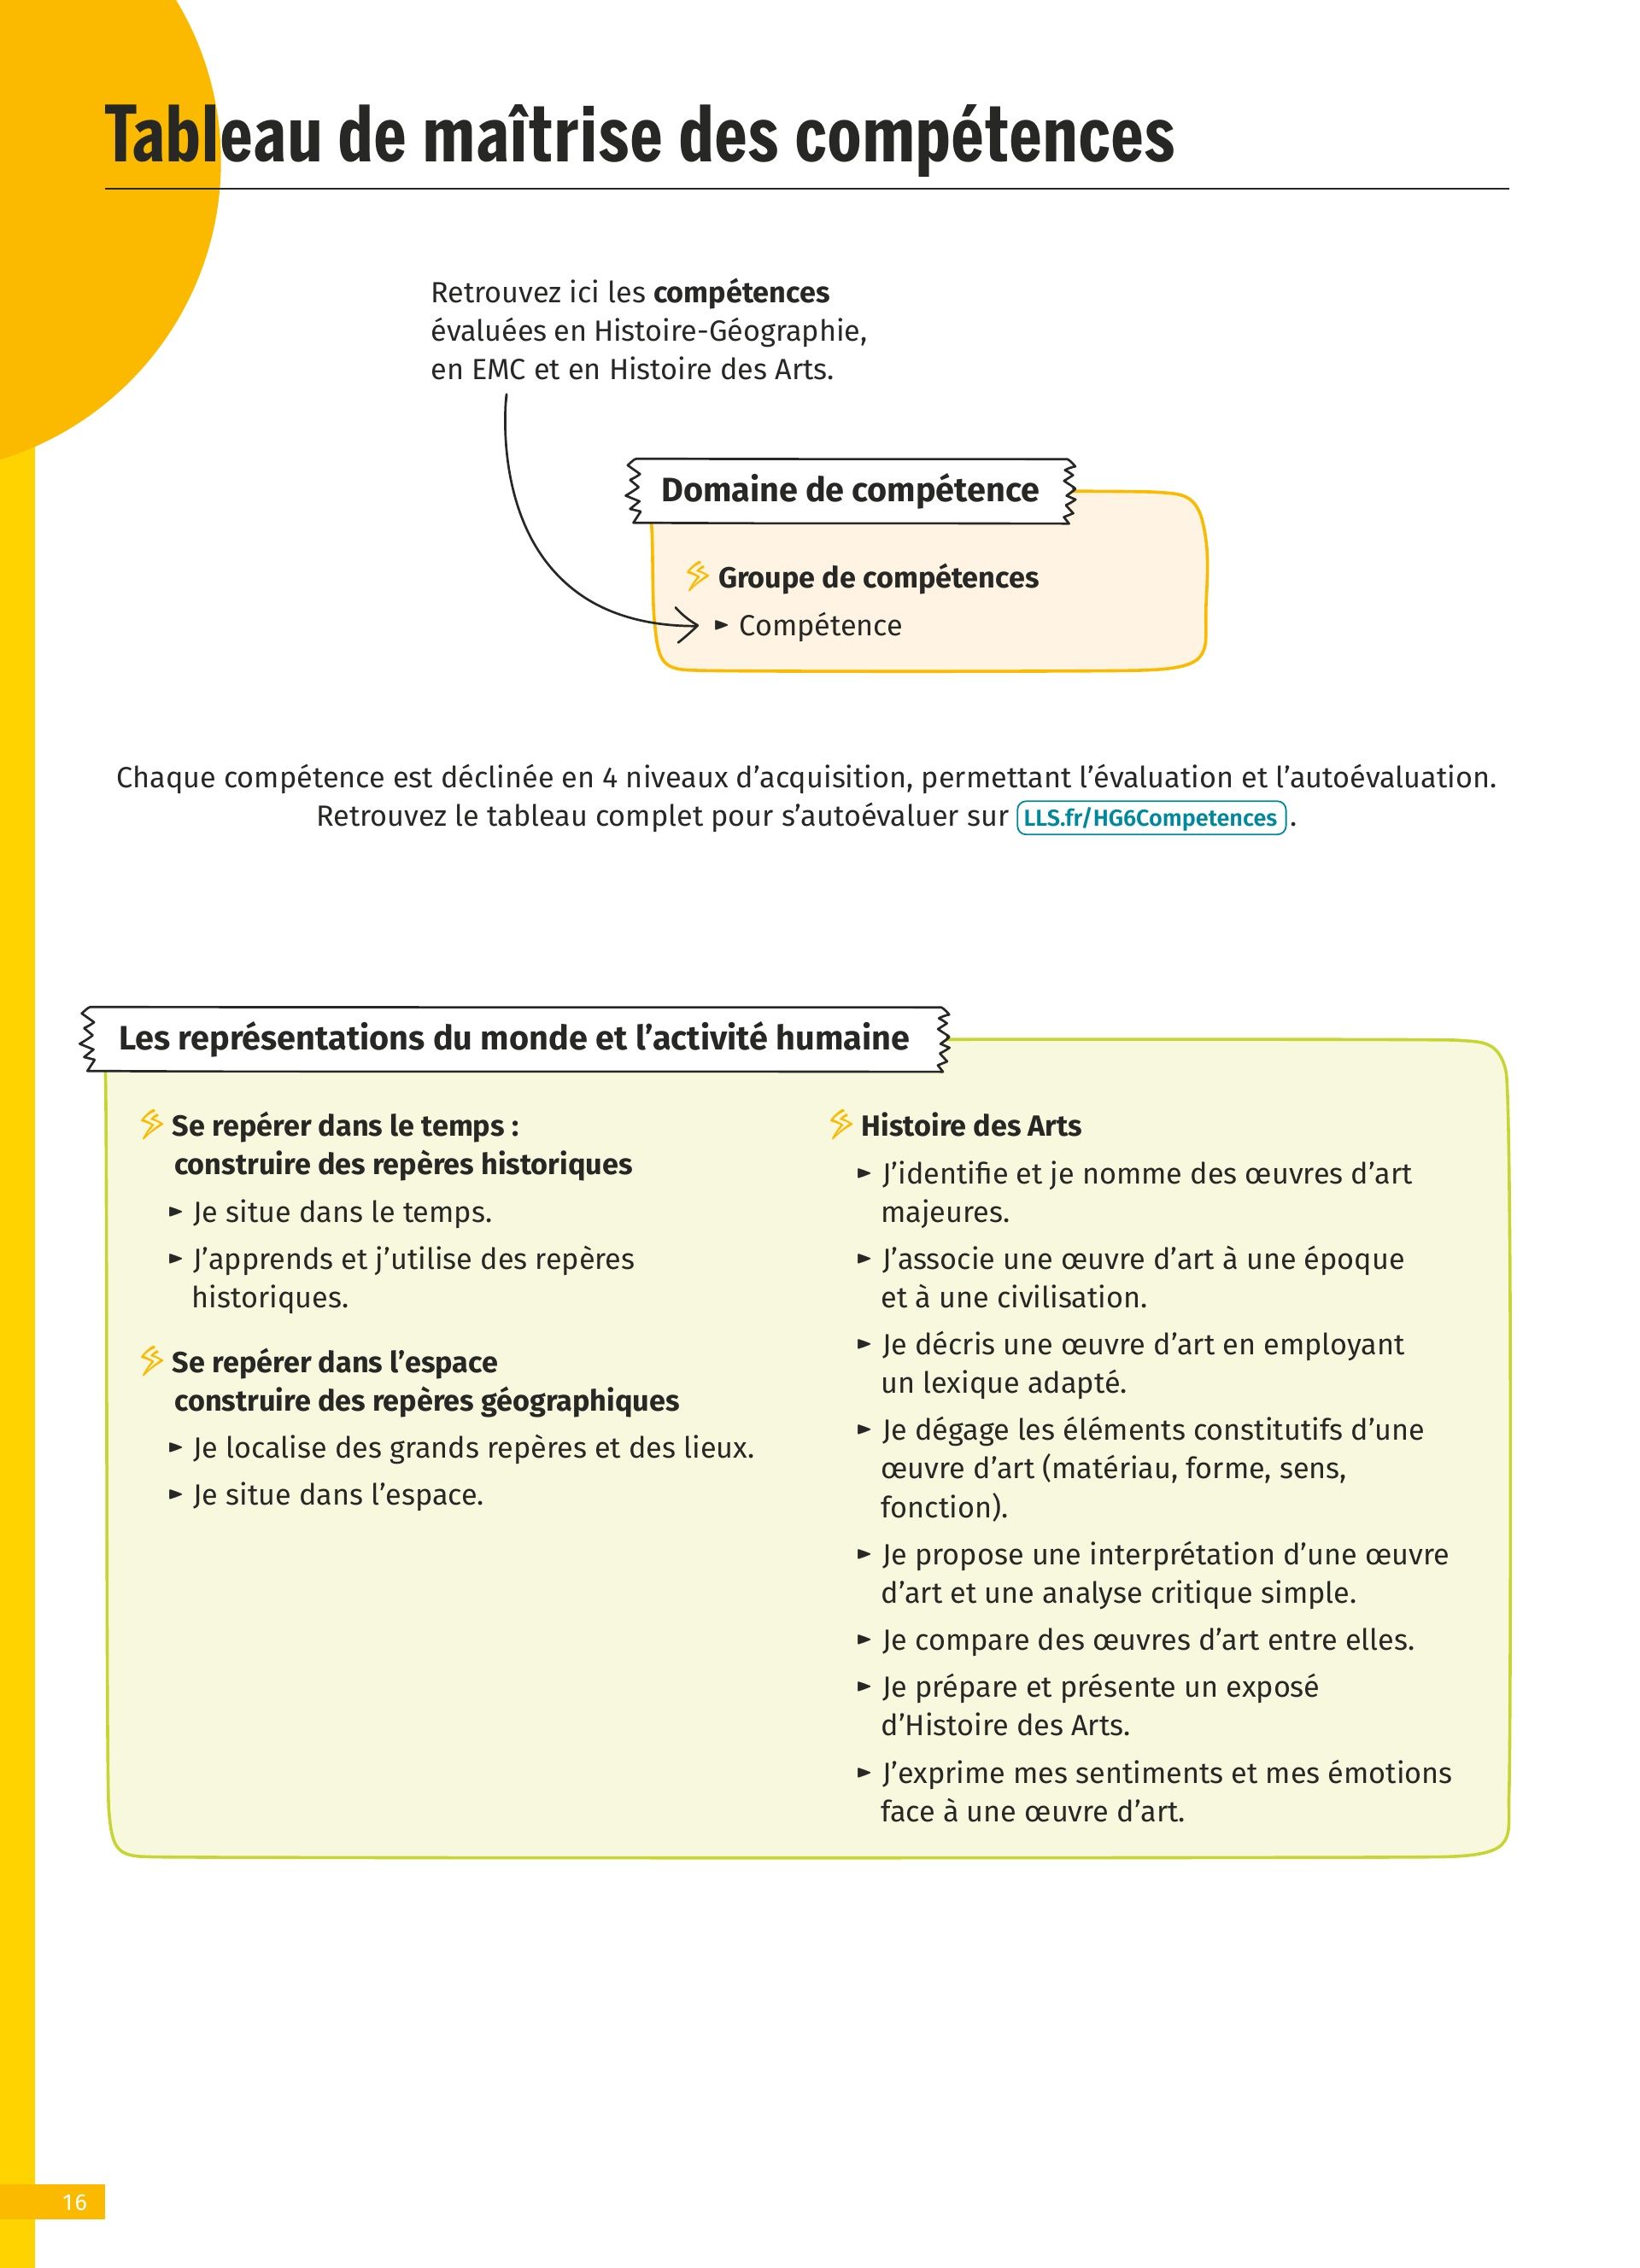 Tableau de maîtrise des compétences
Retrouvez ici les compétences
évaluées en Histoire-Géographie,
en EMC et en Histoire des Arts.
Domaine de compétence
Groupe de compétences
► Compétence
Chaque compétence est déclinée en 4 niveaux d’acquisition, permettant l’évaluation et l’autoévaluation.
Retrouvez le tableau complet pour s’autoévaluer sur LLS.fr/HG6Competences .
Les représentations du monde et l’activité humaine
Se repérer dans le temps :
construire des repères historiques
► Je situe dans le temps.
► J’apprends et j’utilise des repères
historiques.
Se repérer dans l’espace
construire des repères géographiques
► Je localise des grands repères et des lieux.
► Je situe dans l’espace.
Histoire des Arts
► J’identifie et je nomme des œuvres d’art
majeures.
► J’associe une œuvre d’art à une époque
et à une civilisation.
► Je décris une œuvre d’art en employant
un lexique adapté.
► Je dégage les éléments constitutifs d’une
œuvre d’art (matériau, forme, sens,
fonction).
► Je propose une interprétation d’une œuvre
d’art et une analyse critique simple.
► Je compare des œuvres d’art entre elles.
► Je prépare et présente un exposé
d’Histoire des Arts.
► J’exprime mes sentiments et mes émotions
face à une œuvre d’art.
16